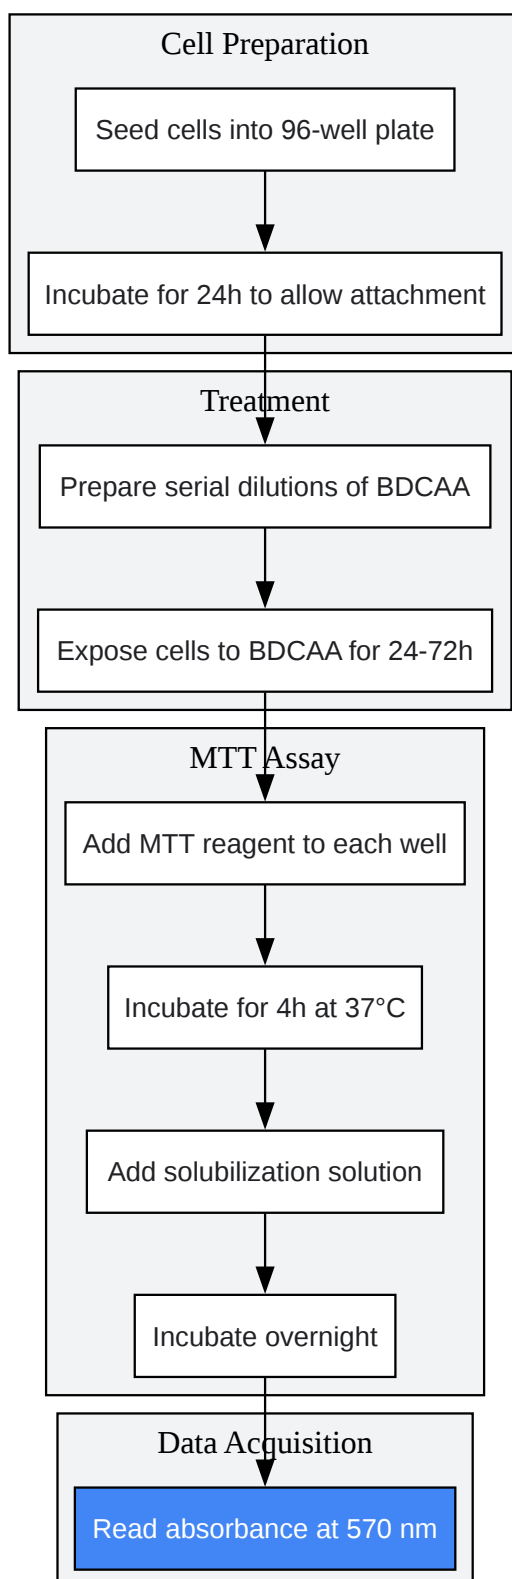 Cell Preparation
Seed cells into 96-well plate
Incubate for 24h to allow attachment
Treatment
Prepare serial dilutions of BDCAA
Expose cells to BDCAA for 24-72h
MTT Assay
Add MTT reagent to each well
Incubate for 4h at 37°C
Add solubilization solution
Incubate overnight
Data Acquisition
Read absorbance at 570 nm